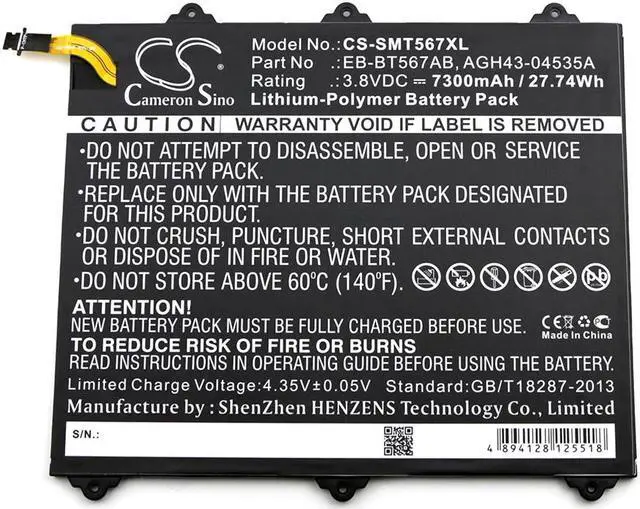 CS
Cameron Sino
Model No.:CS-SMT567XL
Part No. :EB-BT567AB, AGH43-04535A
Rating :3.8VDC 7300mAh / 27.74Wh
Lithium-Polymer Battery Pack
CAUTION WARRANTY VOID IF LABEL IS REMOVED
•DO NOT ATTEMPT TO DISASSEMBLE, OPEN OR SERVICE
THE BATTERY PACK.
•REPLACE ONLY WITH THE BATTERY PACK DESIGNATED
FOR THIS PRODUCT.
•DO NOT CRUSH, PUNCTURE, SHORT EXTERNAL CONTACTS
OR DISPOSE OF IN FIRE OR WATER.
•DO NOT STORE ABOVE 60°C (140°F).
Pb
ATTENTION!
NEW BATTERY PACK MUST BE FULLY CHARGED BEFORE USE.
TO REDUCE RISK OF FIRE OR BURNS
READ INSTRUCTIONS IN OPERATING GUIDE BEFORE INSTALLATION.
CE
Made in China
Limited Charge Voltage:4.35V±0.05V Standard:GB/T18287-2013
Manufacture by : ShenZhen HENZENS Technology Co., Limited
S/N.:
4 894128 125518